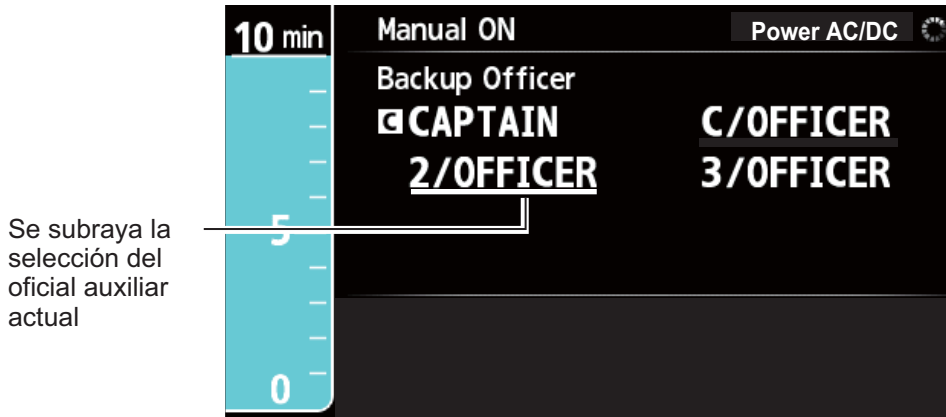 10 min
Manual ON
Power AC/DC
Backup Officer
C CAPTAIN
C/OFFICER
2/OFFICER
3/OFFICER
5
0
Se subraya la
selección del
oficial auxiliar
actual